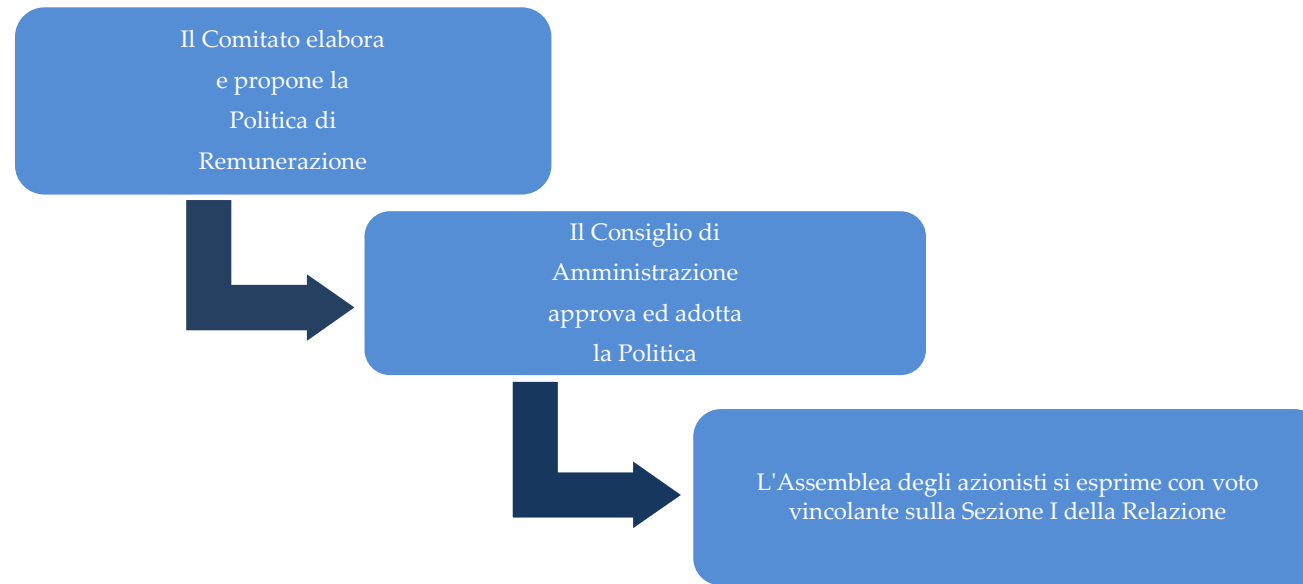 Il Comitato elabora
e propone la
Politica di
Remunerazione
Il Consiglio di
Amministrazione
approva ed adotta
la Politica
L'Assemblea degli azionisti si esprime con voto
vincolante sulla Sezione I della Relazione